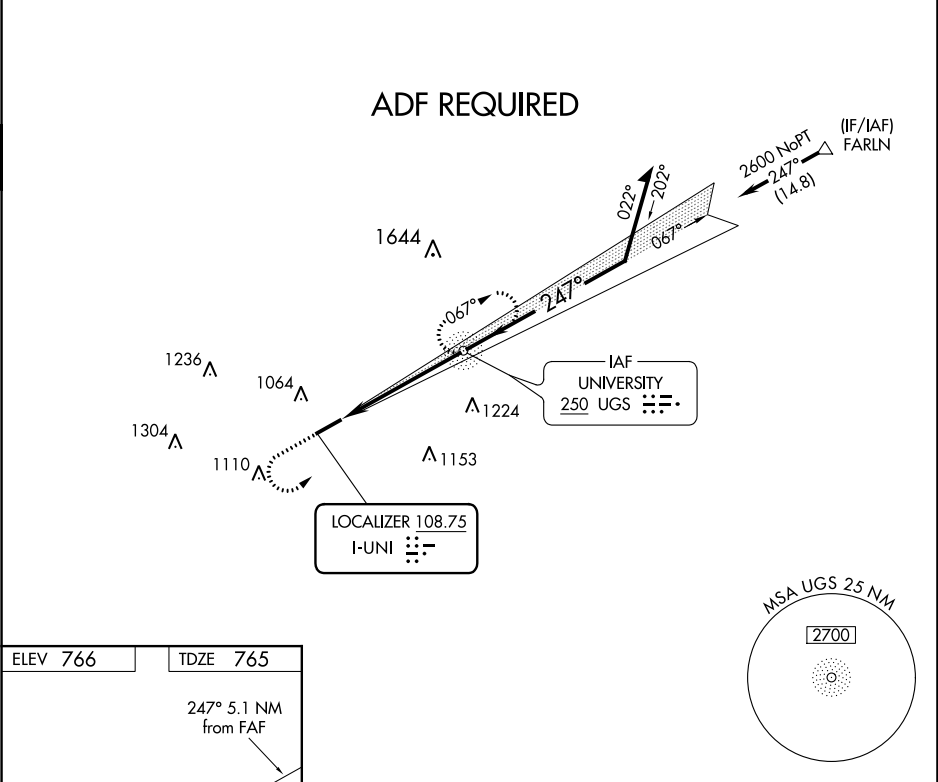 ADF REQUIRED
(IF/IAF)
FARLN
2600 NoPT
247°
(14.8)
022°
202°
067°
1644
247°
067°
1236
1064
IAF
UNIVERSITY
250 UGS
1224
1304
1153
1110
LOCALIZER 108.75
I-UNI
MSA UGS 25 NM
2700
ELEV 766
TDZE 765
247° 5.1 NM
from FAF